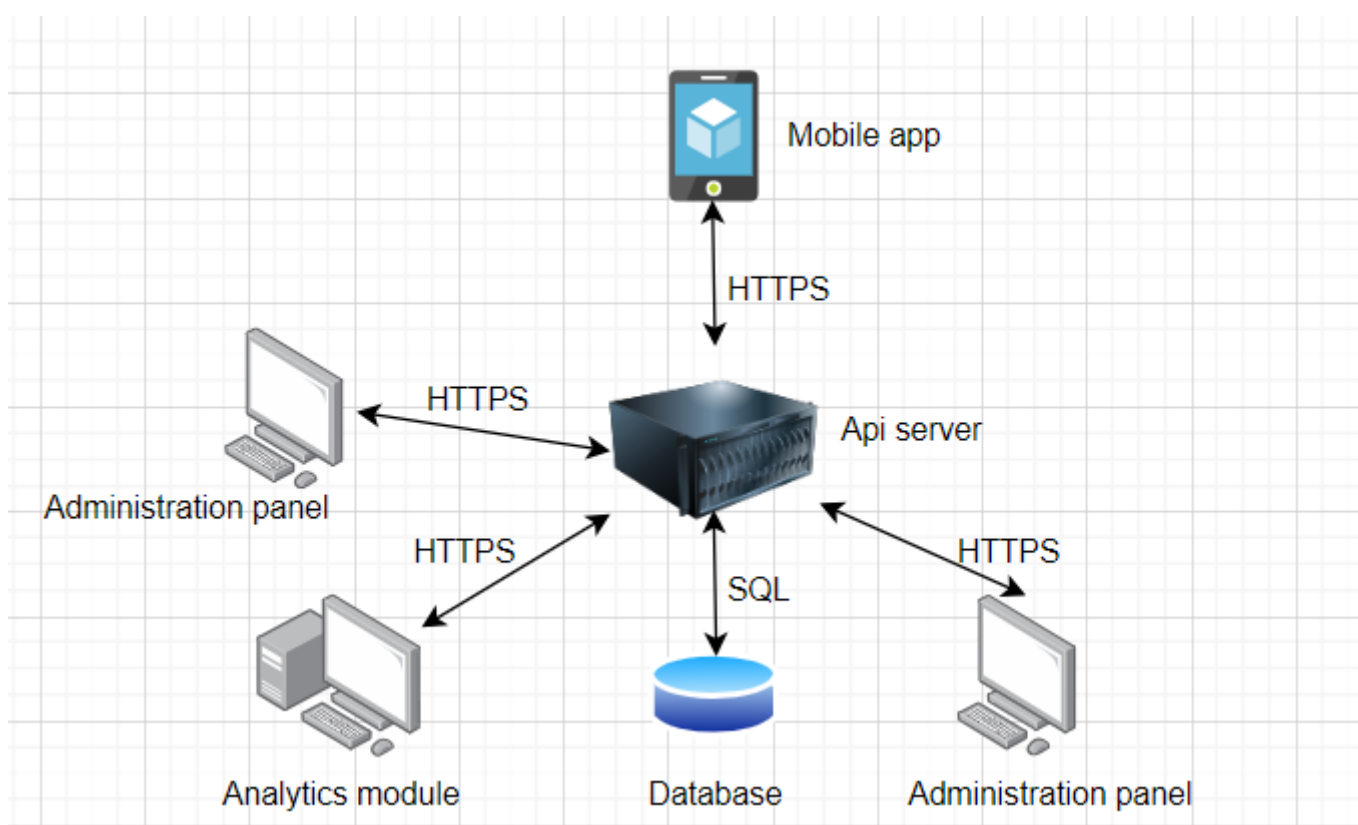 Mobile app
HTTPS
HTTPS
Api server
Administration panel
HTTPS
HTTPS
SQL
Analytics module
Database
Administration panel